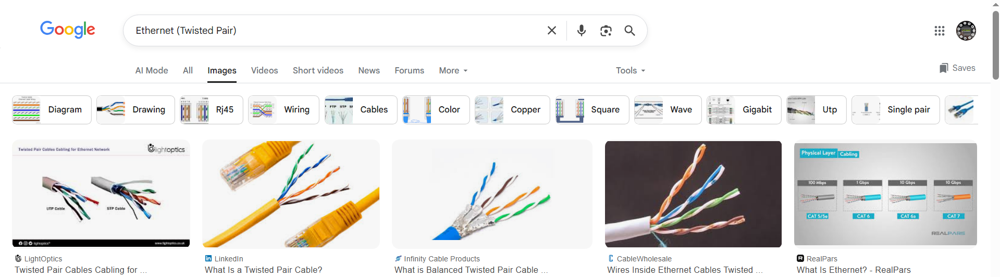 Google
Ethernet (Twisted Pair)
AI Mode
All
Images
Videos
Short videos
News
Forums
More
Tools
Saves
Diagram
Drawing
Rj45
Wiring
FTP STP
Cables
Color
Copper
Square
Wave
Gigabit
Utp
Single pair
Twisted Pair Cables Cabling for Ethernet Network
lightoptics
UTP Cable
STP Cable
lightoptics
www.lightoptics.co.uk
Physical Layer
Cabling
100 Mbps
1 Gbps
10 Gbps
10 Gbps
CAT 5/5e
CAT 6
CAT 6a
CAT 7
REALPARS
LightOptics
Twisted Pair Cables Cabling for ...
LinkedIn
What Is a Twisted Pair Cable?
Infinity Cable Products
What is Balanced Twisted Pair Cable ...
CableWholesale
Wires Inside Ethernet Cables Twisted ...
RealPars
What Is Ethernet? - RealPars